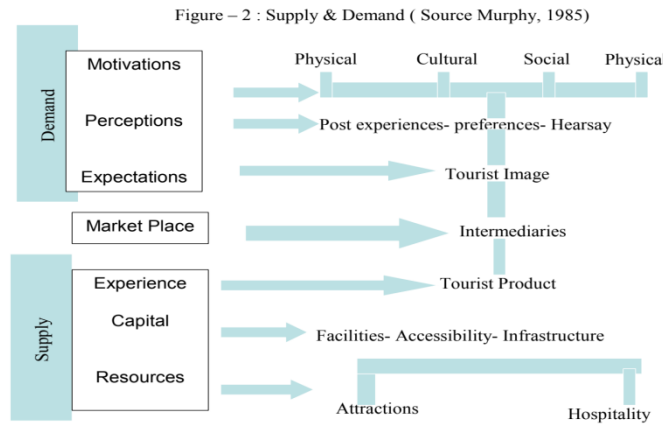 Figure – 2 : Supply & Demand ( Source Murphy, 1985)
Demand
Motivations
Physical Cultural Social Physical
Perceptions
Post experiences- preferences- Hearsay
Expectations
Tourist Image
Market Place
Intermediaries
Supply
Experience
Tourist Product
Capital
Facilities- Accessibility- Infrastructure
Resources
Attractions
Hospitality